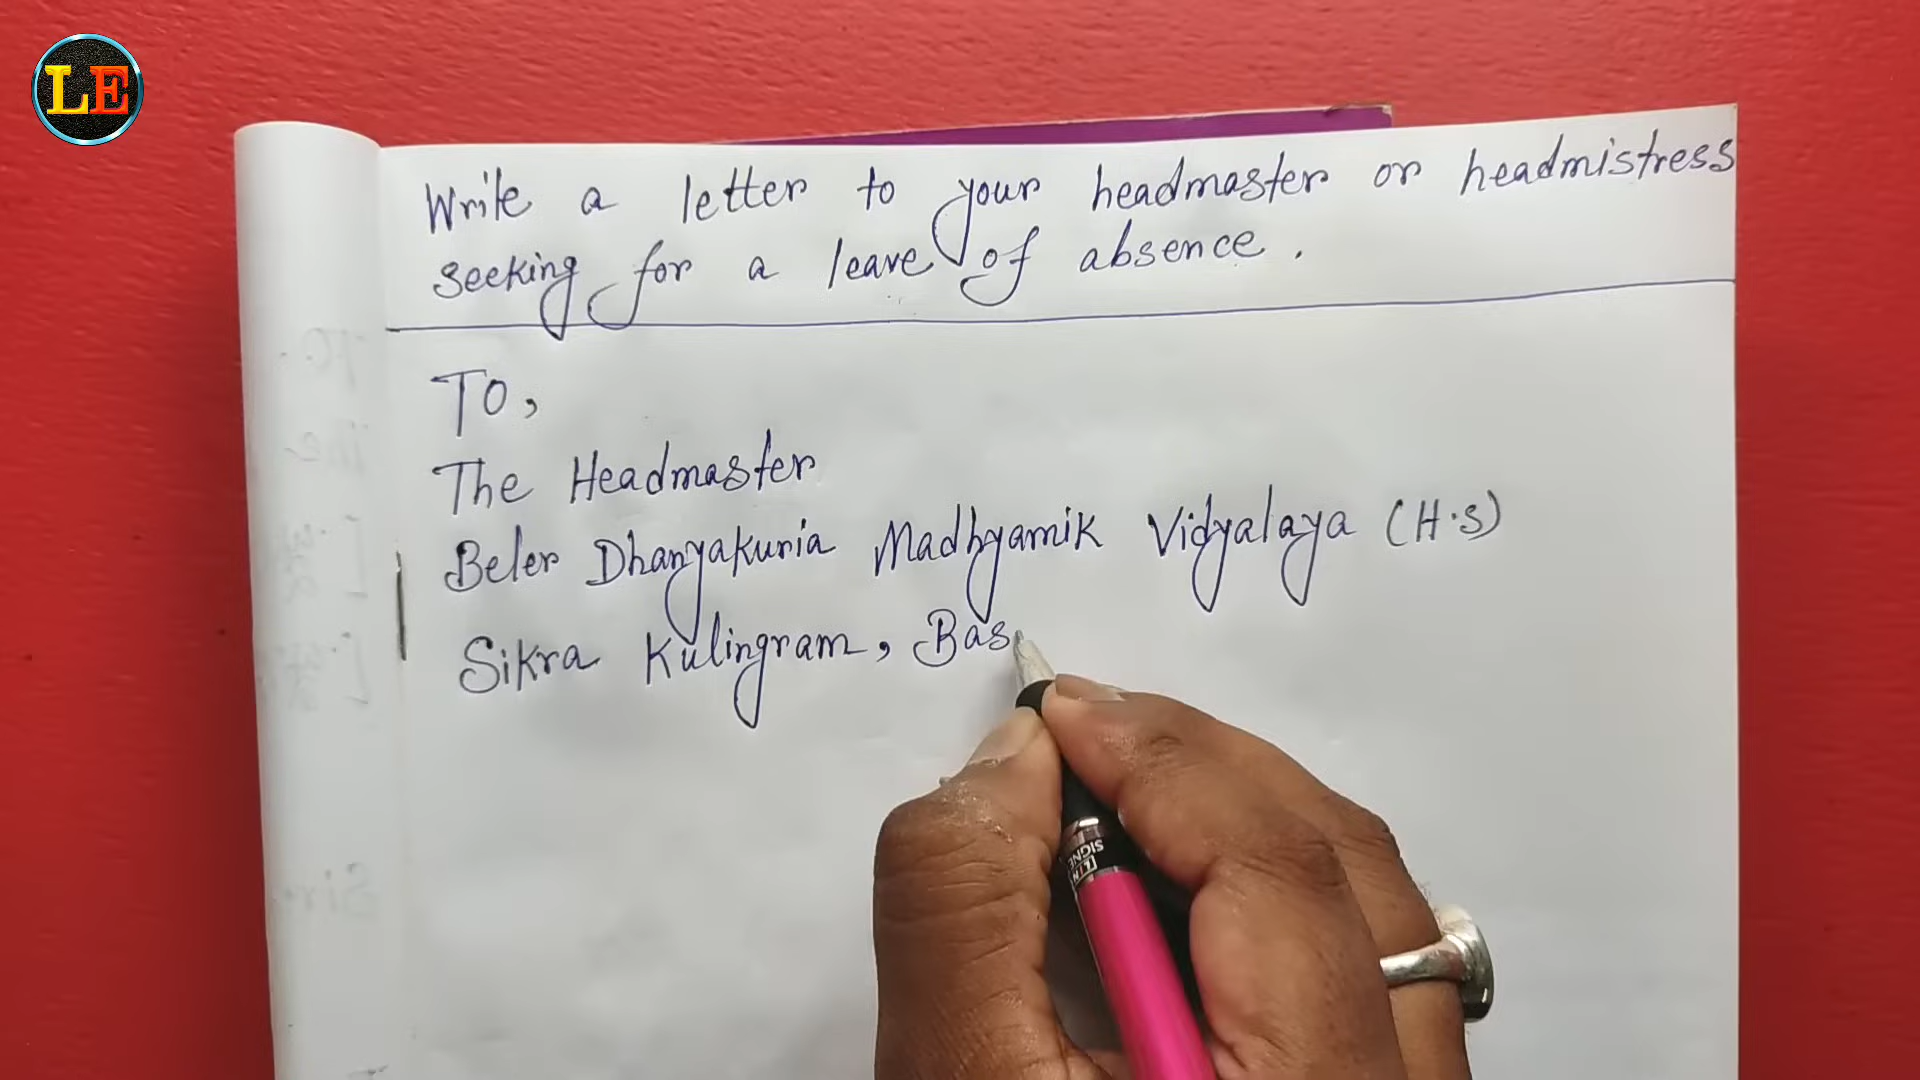 LE
Write a letter to your headmaster or headmistress
seeking for a leave of absence.
TO,
The Headmaster
Beler Dhanyakuria Madhyamik Vidyalaya (H.S)
Sikra Kulingram, Bas